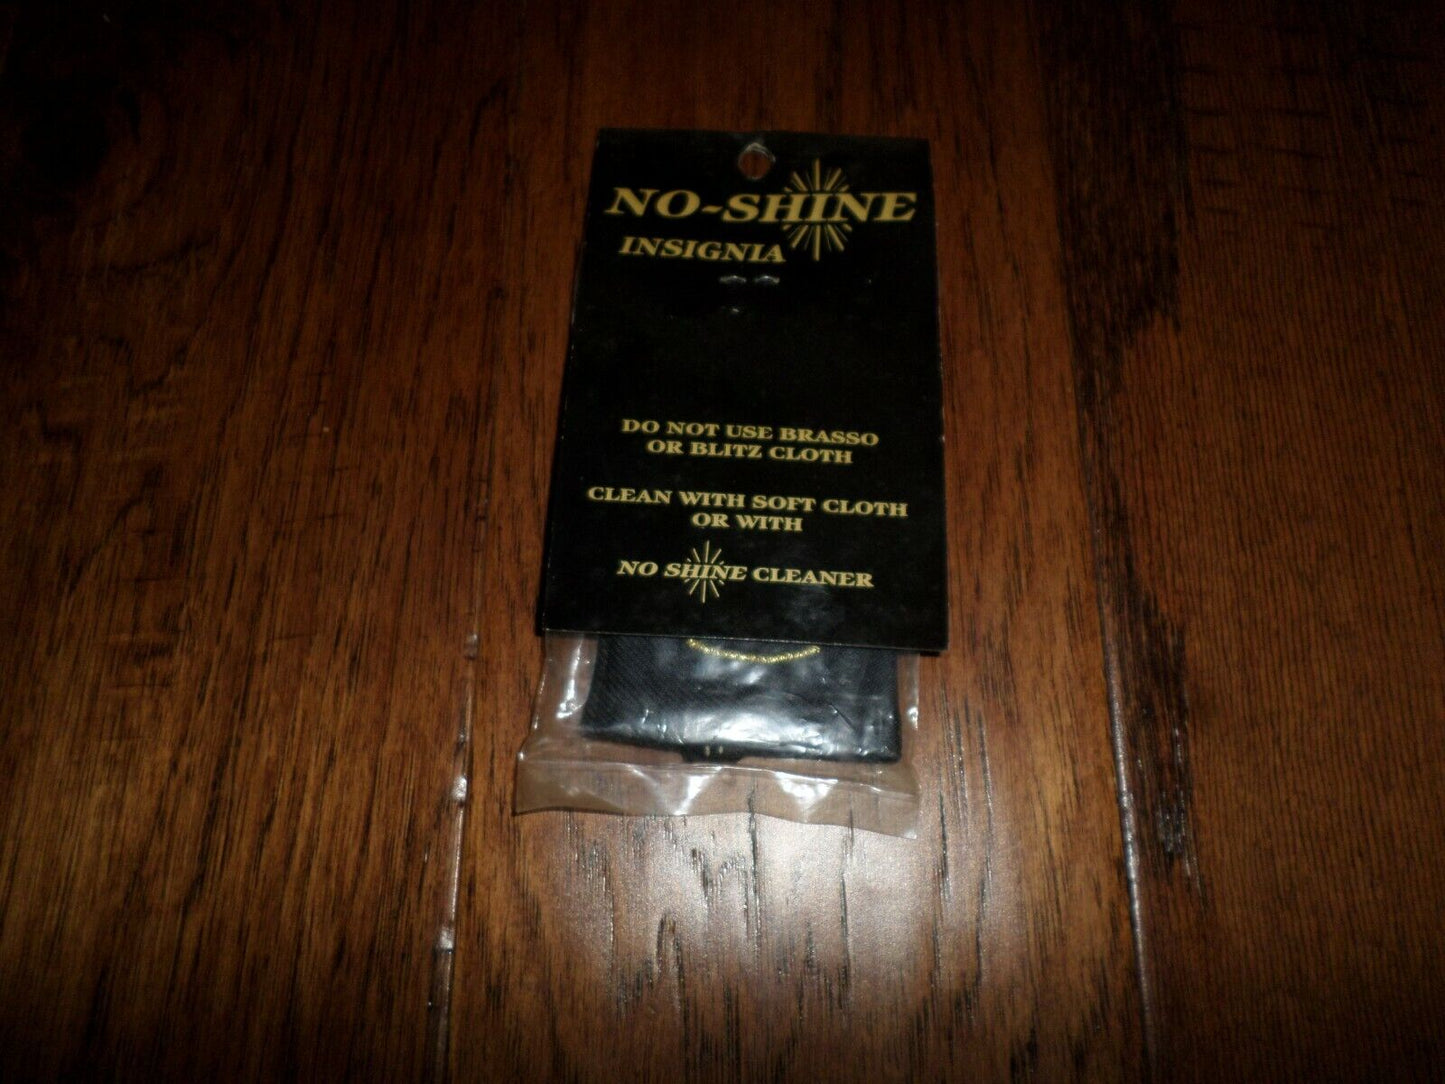 NO-SHINE
INSIGNIA
DO NOT USE BRASSO
OR BLITZ CLOTH
CLEAN WITH SOFT CLOTH
OR WITH
NO SHINE CLEANER